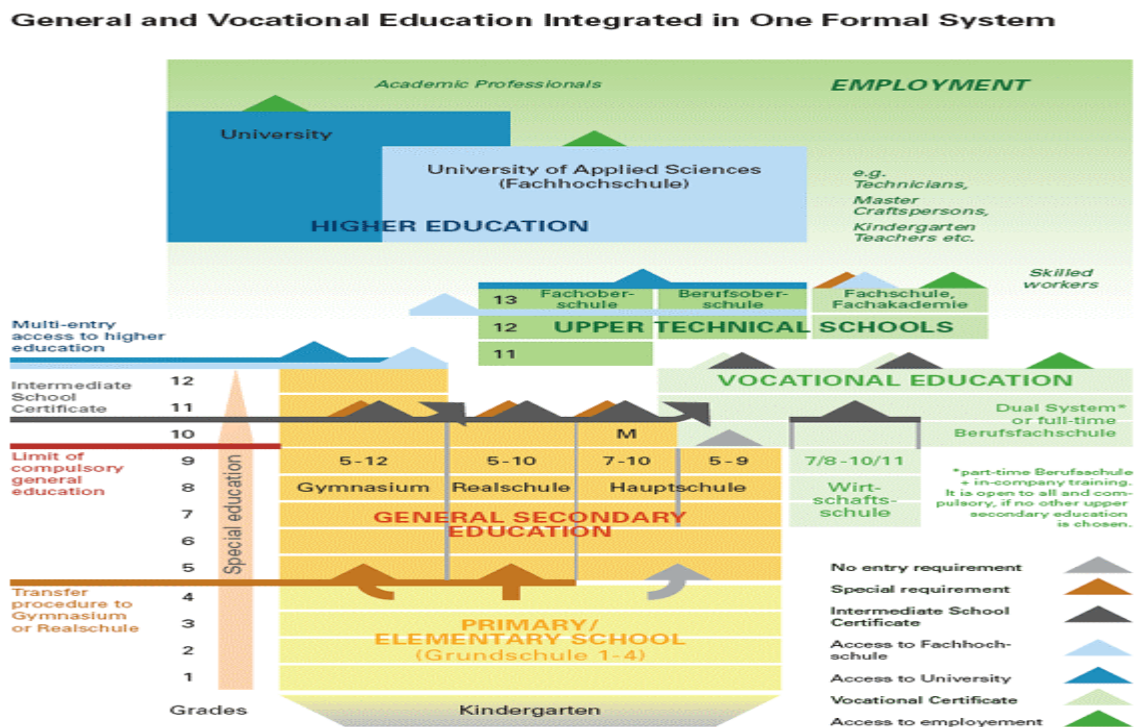 General and Vocational Education Integrated in One Formal System
Academic Professionals
EMPLOYMENT
University
University of Applied Sciences
(Fachhochschule)
HIGHER EDUCATION
e.g.
Technicians,
Master
Craftspersons,
Kindergarten
Teachers etc.
Skilled
workers
13
Fachober-
schule
Berufsober-
schule
Fachschule,
Fachakademie
12
UPPER TECHNICAL SCHOOLS
11
Multi-entry
access to higher
education
Intermediate
School
Certificate
Limit of
compulsory
general
education
Transfer
procedure to
Gymnasium
or Realschule
12
11
10
9
8
7
6
5
4
3
2
1
Grades
Special education
VOCATIONAL EDUCATION
Dual System*
or full-time
Berufsfachschule
M
5-12
5-10
7-10
5-9
7/8-10/11
Gymnasium
Realschule
Hauptschule
Wirt-
schafts-
schule
GENERAL SECONDARY
EDUCATION
*part-time Berufsschule
+ in-company training.
It is open to all and com-
pulsory, if no other upper
secondary education
is chosen.
PRIMARY/
ELEMENTARY SCHOOL
(Grundschule 1-4)
Kindergarten
No entry requirement
Special requirement
Intermediate School
Certificate
Access to Fachhoch-
schule
Access to University
Vocational Certificate
Access to employement